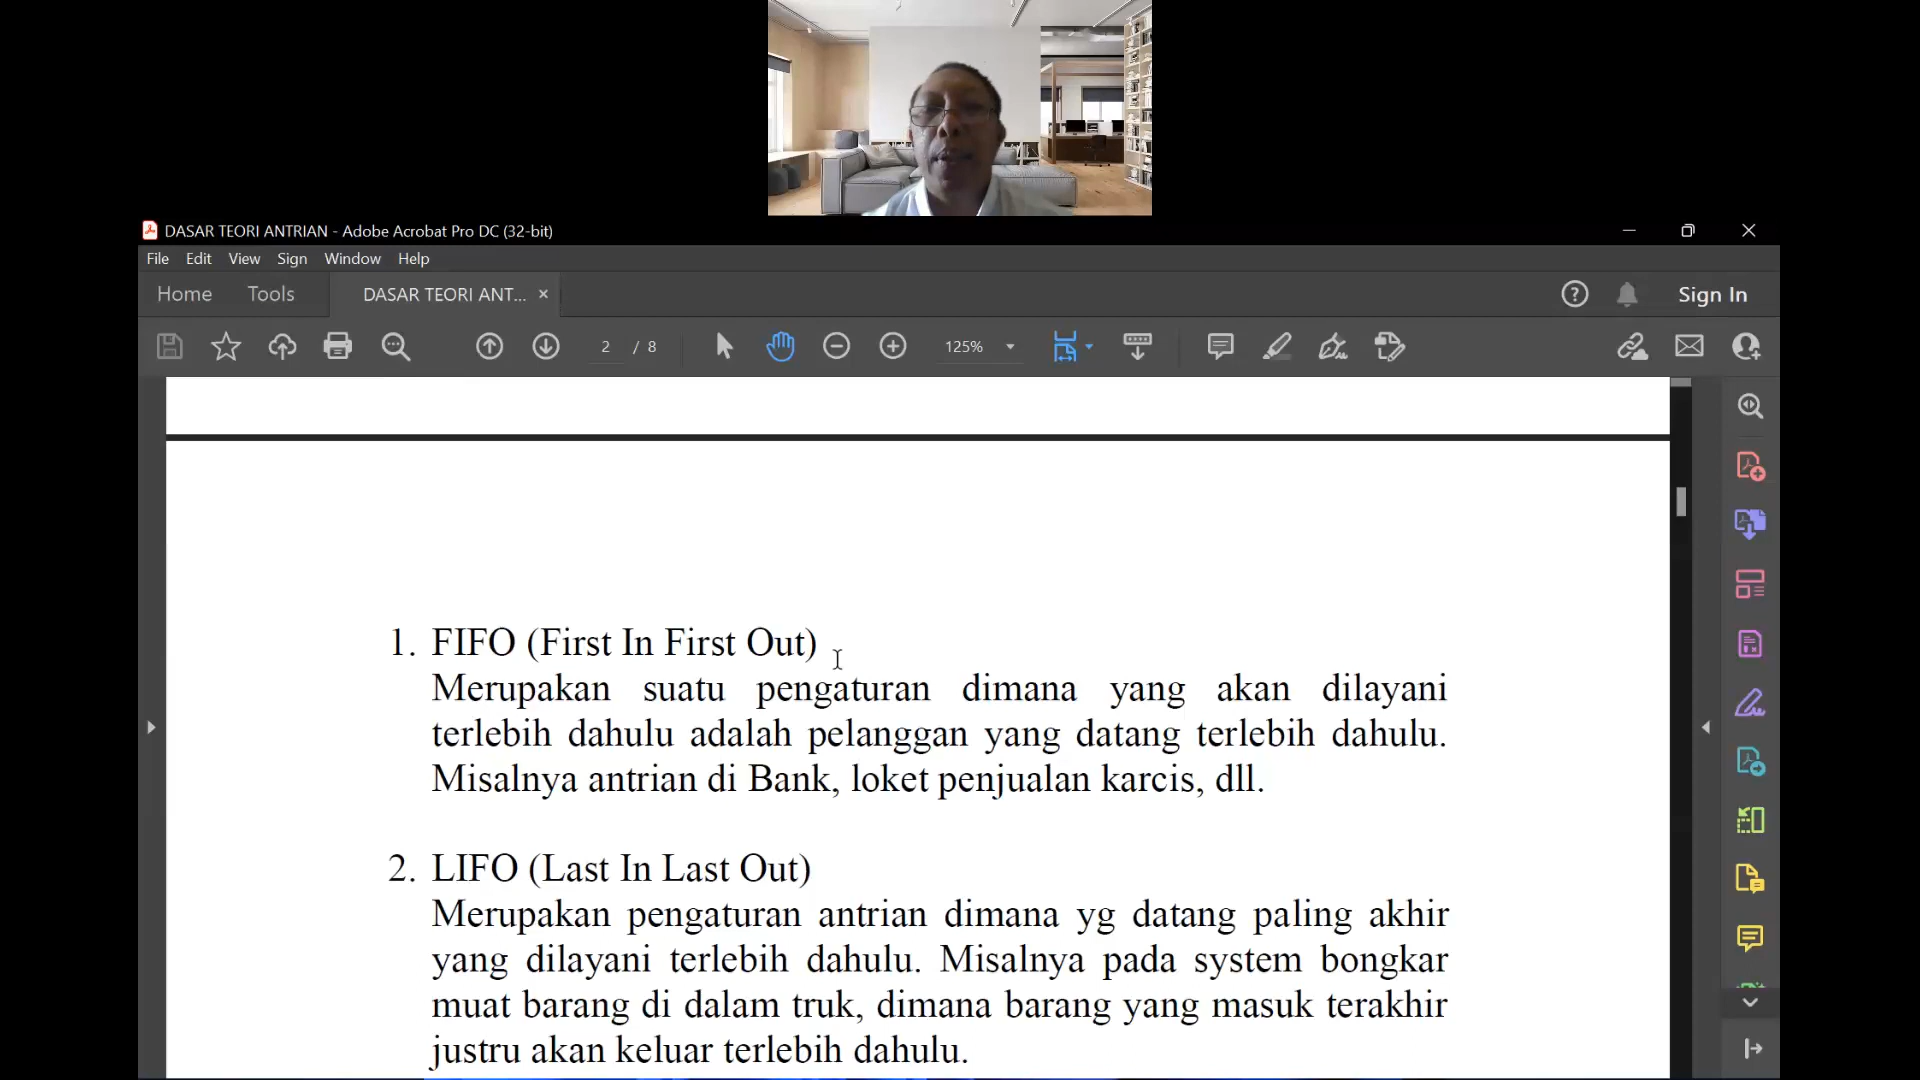 DASAR TEORI ANTRIAN - Adobe Acrobat Pro DC (32-bit)
File Edit View Sign Window Help
Home Tools DASAR TEORI ANT... × Sign In
2 / 8 125%
1. FIFO (First In First Out)
Merupakan suatu pengaturan dimana yang akan dilayani
terlebih dahulu adalah pelanggan yang datang terlebih dahulu.
Misalnya antrian di Bank, loket penjualan karcis, dll.
2. LIFO (Last In Last Out)
Merupakan pengaturan antrian dimana yg datang paling akhir
yang dilayani terlebih dahulu. Misalnya pada system bongkar
muat barang di dalam truk, dimana barang yang masuk terakhir
justru akan keluar terlebih dahulu.